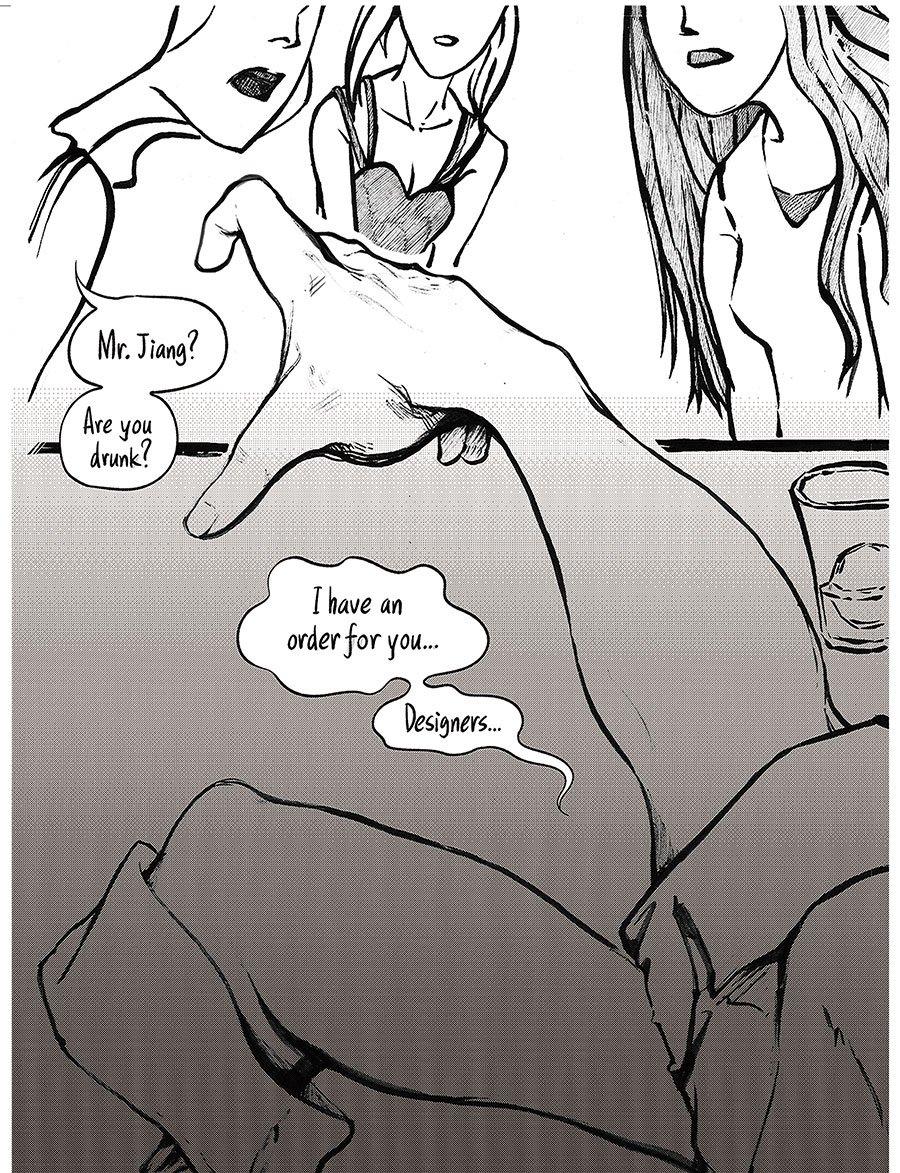 Mr. Jiang?
Are you
drunk?
I have an
order for you...
Designers...